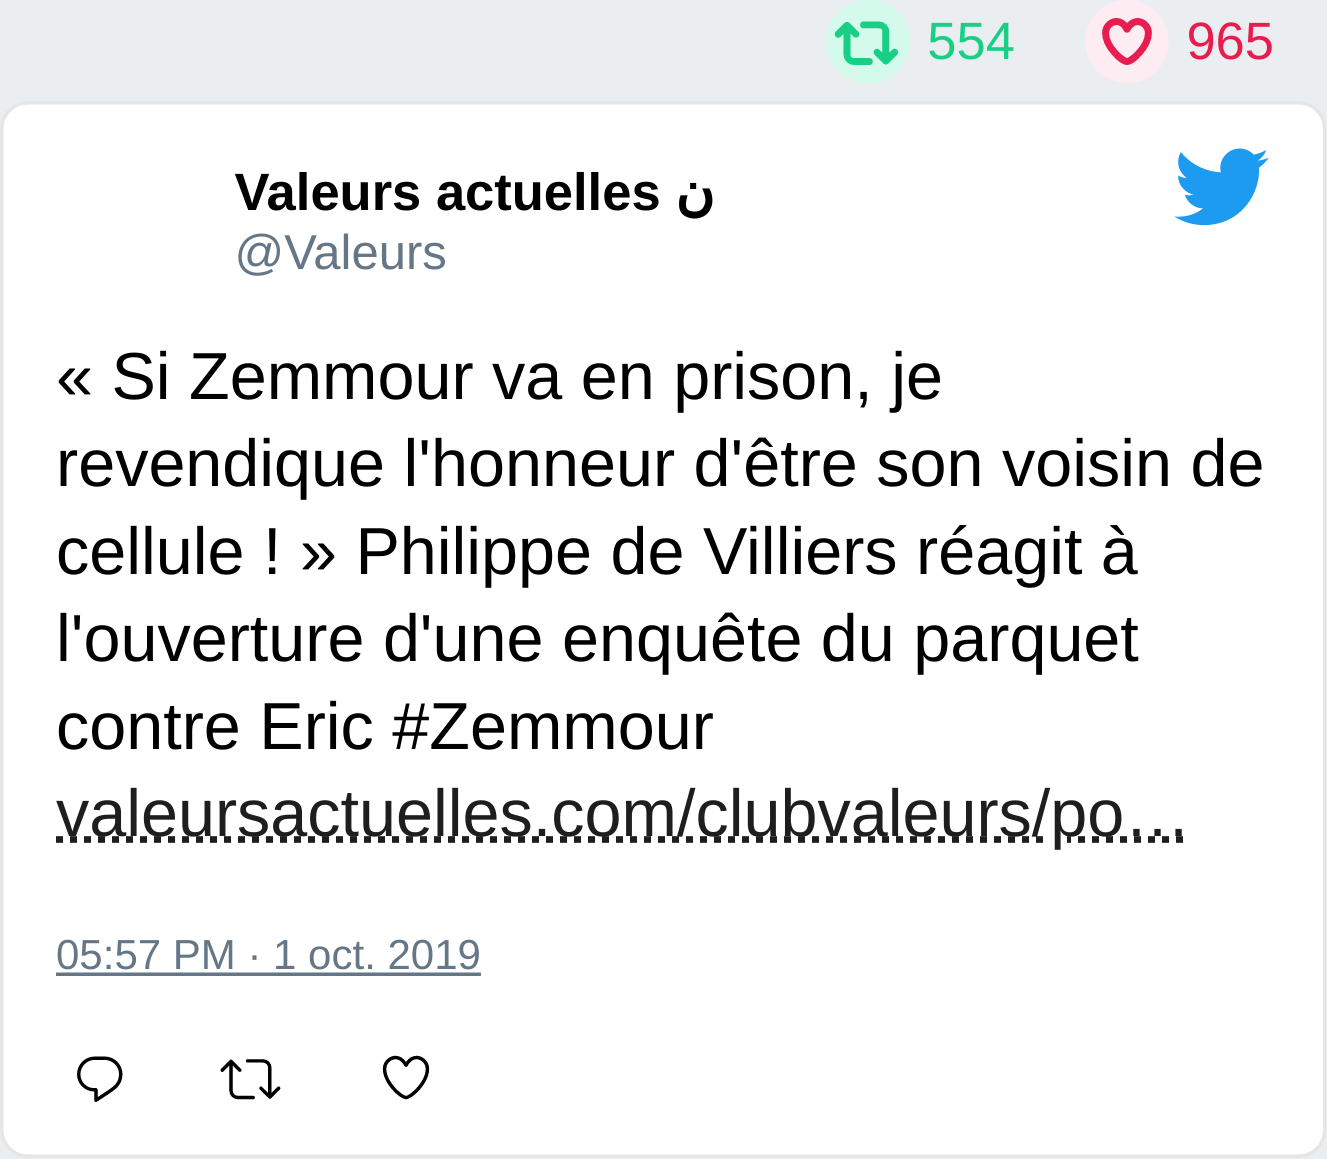 554 965
Valeurs actuelles ن
@Valeurs
« Si Zemmour va en prison, je
revendique l'honneur d'être son voisin de
cellule ! » Philippe de Villiers réagit à
l'ouverture d'une enquête du parquet
contre Eric #Zemmour
valeursactuelles.com/clubvaleurs/po…
05:57 PM · 1 oct. 2019